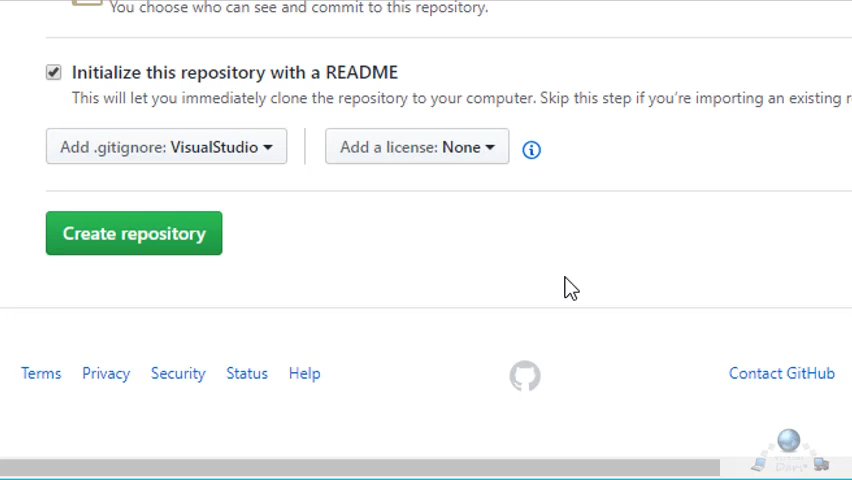 You choose who can see and commit to this repository.
Initialize this repository with a README
This will let you immediately clone the repository to your computer. Skip this step if you're importing an existing r
Add .gitignore: VisualStudio
Add a license: None
Create repository
Terms Privacy Security Status Help Contact GitHub